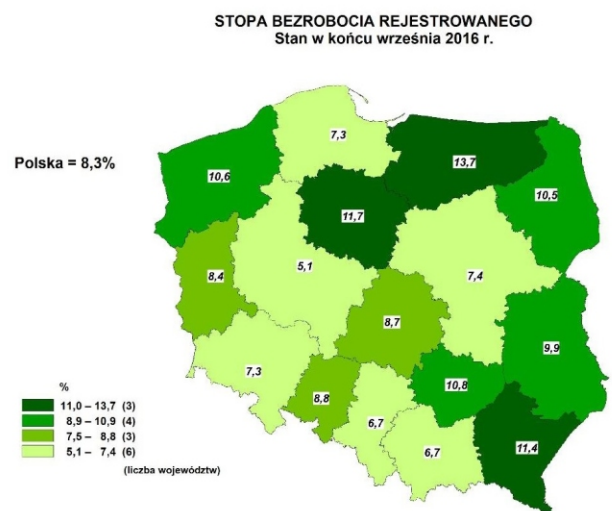 STOPA BEZROBOCIA REJESTROWANEGO
Stan w końcu września 2016 r.
Polska = 8,3%
7,3
13,7
10,6
10,5
11,7
5,1
7,4
8,4
8,7
9,9
7,3
8,8
10,8
6,7
6,7
11,4
%
11,0 – 13,7 (3)
8,9 – 10,9 (4)
7,5 – 8,8 (3)
5,1 – 7,4 (6)
(liczba województw)